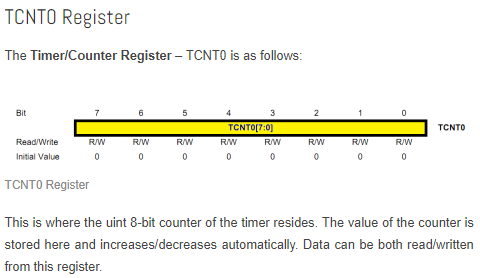 TCNT0 Register
The Timer/Counter Register – TCNT0 is as follows:
Bit 7 6 5 4 3 2 1 0
TCNT0[7:0] TCNT0
Read/Write R/W R/W R/W R/W R/W R/W R/W R/W
Initial Value 0 0 0 0 0 0 0 0
TCNT0 Register
This is where the uint 8-bit counter of the timer resides. The value of the counter is
stored here and increases/decreases automatically. Data can be both read/written
from this register.